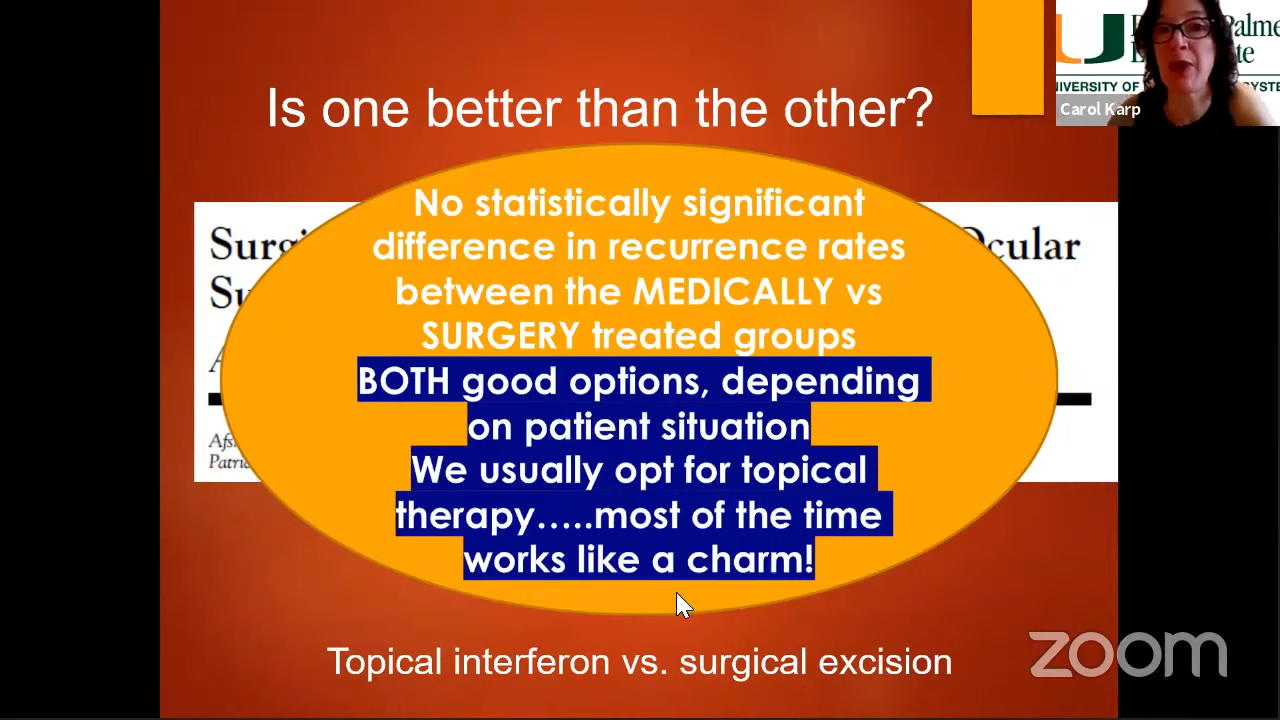 Is one better than the other?
Carol Karp
No statistically significant
difference in recurrence rates
between the MEDICALLY vs
SURGERY treated groups
BOTH good options, depending
on patient situation
We usually opt for topical
therapy…..most of the time
works like a charm!
Ocular
Topical interferon vs. surgical excision
zoom
UNIVERSITY OF